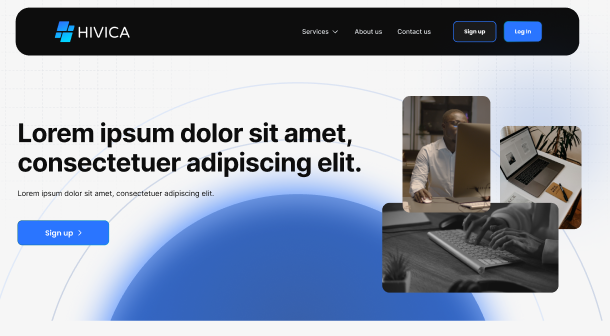 HIVICA
Services
About us
Contact us
Sign up
Log In
Lorem ipsum dolor sit amet,
consectetuer adipiscing elit.
Lorem ipsum dolor sit amet, consectetuer adipiscing elit.
Sign up